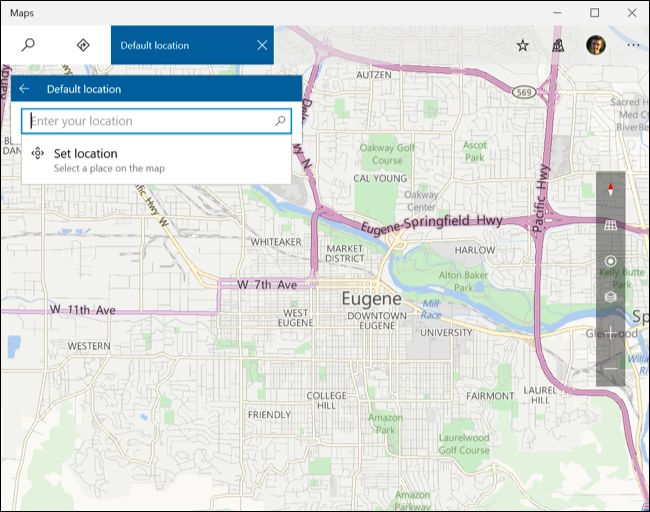 Maps
Default location
Default location
Enter your location
Set location
Select a place on the map
AUTZEN
569
Sacred H
Med C
RiverBe
Oakway Golf
Course
Ascot
Park
CAL YOUNG
Oakway
Center
Pacific Hwy W
Eugene-Springfield Hwy
Pacific Hwy
WHITEAKER
MARKET
DISTRICT
HARLOW
Alton Baker
Park
Kelly Butte
Park
W 7th Ave
Eugene
Mill
Race
W 11th Ave
WEST
EUGENE
DOWNTOWN
EUGENE
UNIVERSITY
Sp
Glenwood
WESTERN
Willa
Riv
COLLEGE
HILL
FAIRMONT
LAUREL
HILL
FRIENDLY
Amazon
Park
Laurelwood
Golf Course
Amazon
Parkway